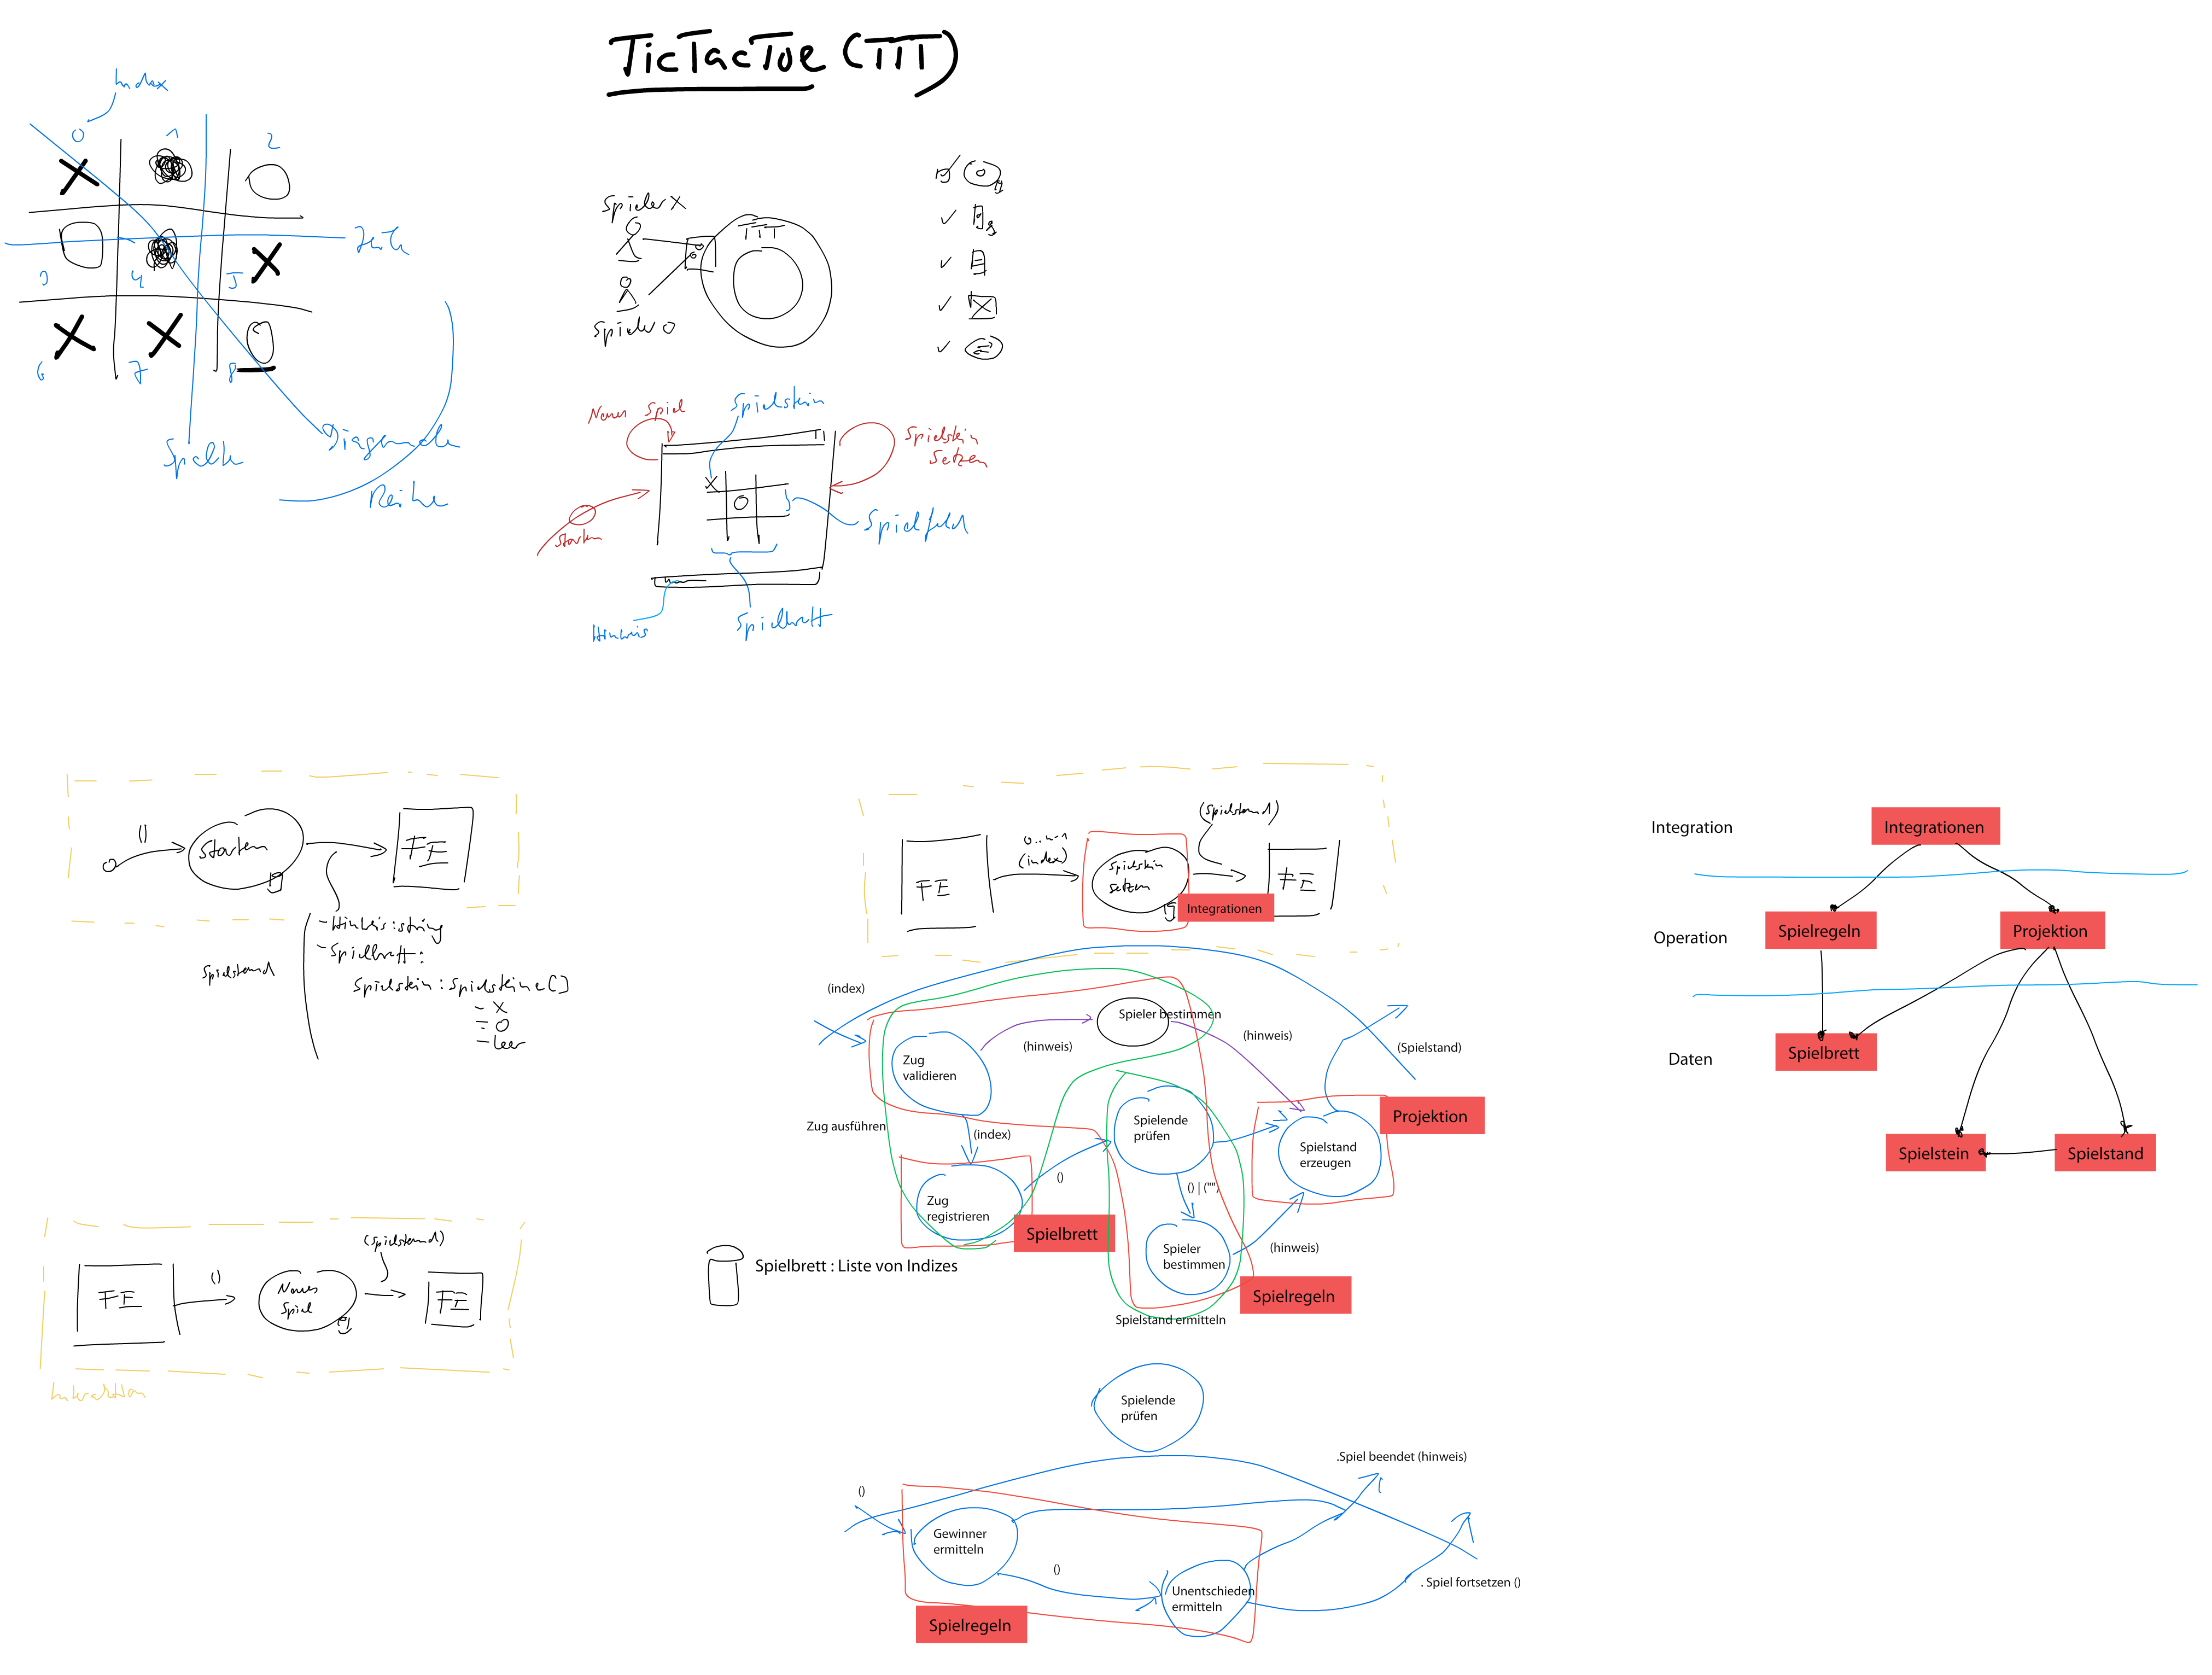 TicTacToe (TTT)
Index
0
1
2
X
Zeile
3
4
5
X
X
X
6
7
8
Spalte
Diagonale
Reihe
Spieler X
TTT
Spieler O
Neues Spiel
Spielstein
Spielstein
setzen
X
O
Starten
Spielfeld
Hinweis
Spielbrett
()
Starten
FE
- Hinweis: string
- Spielbrett:
Spielstand
Spielstein: Spielsteine[]
- X
- O
- Leer
FE
()
Neues
Spiel
(Spielstand)
FE
Interaktion
(Spielstand)
FE
0..n-1
(index)
Spielstein
setzen
FE
Integrationen
(index)
Spieler bestimmen
(hinweis)
(hinweis)
(Spielstand)
Zug
validieren
Projektion
Zug ausführen
(index)
Spielende
prüfen
Spielstand
erzeugen
()
() | ("")
Zug
registrieren
Spielbrett
Spieler
bestimmen
(hinweis)
Spielbrett : Liste von Indizes
Spielregeln
Spielstand ermitteln
Spielende
prüfen
.Spiel beendet (hinweis)
()
Gewinner
ermitteln
()
Unentschieden
ermitteln
. Spiel fortsetzen ()
Spielregeln
Integration
Integrationen
Operation
Spielregeln
Projektion
Daten
Spielbrett
Spielstein
Spielstand